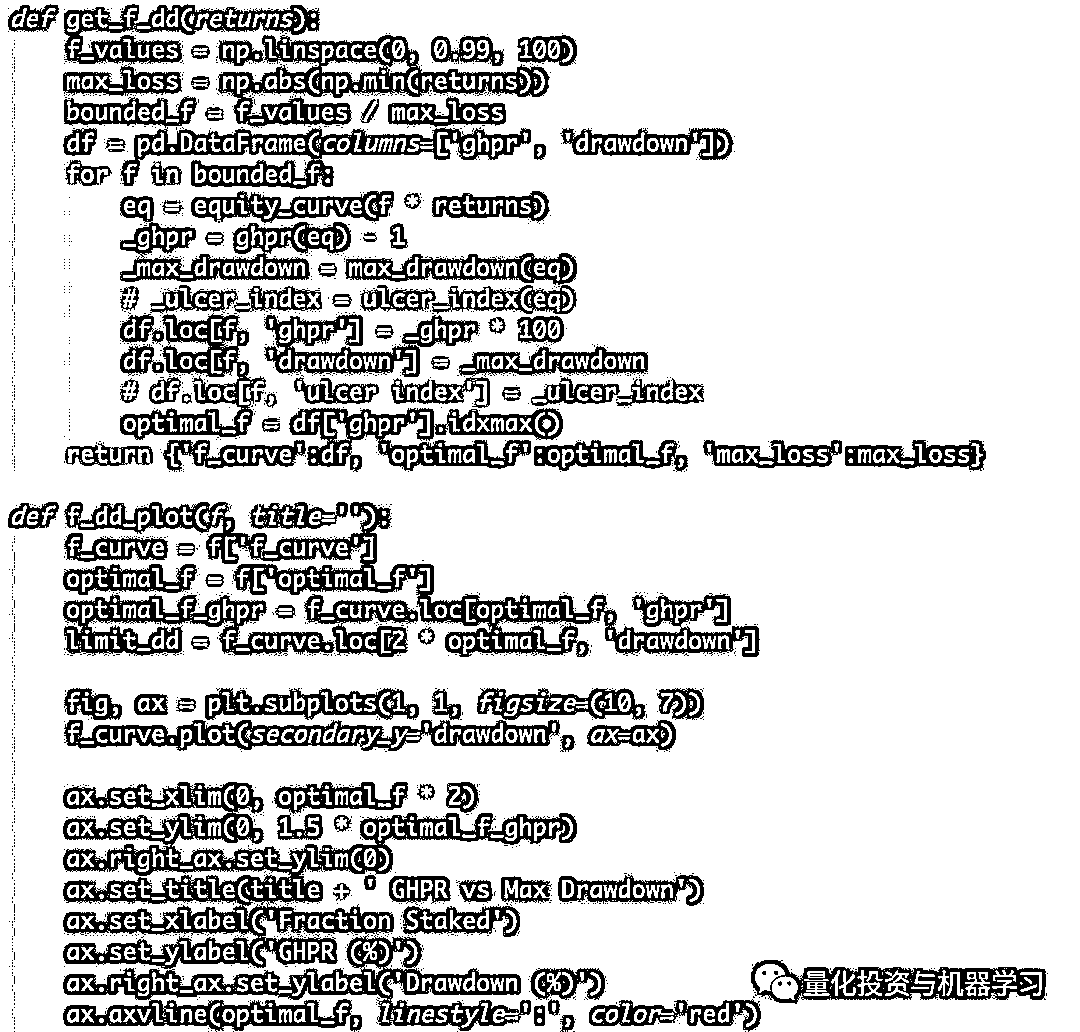 def get_f_dd(returns):
    f_values = np.linspace(0, 0.99, 100)
    max_loss = np.abs(np.min(returns))
    bounded_f = f_values / max_loss
    df = pd.DataFrame(columns=['ghpr', 'drawdown'])
    for f in bounded_f:
        eq = equity_curve(f * returns)
        _ghpr = ghpr(eq) - 1
        _max_drawdown = max_drawdown(eq)
        # _ulcer_index = ulcer_index(eq)
        df.loc[f, 'ghpr'] = _ghpr * 100
        df.loc[f, 'drawdown'] = _max_drawdown
        # df.loc[f, 'ulcer index'] = _ulcer_index
        optimal_f = df['ghpr'].idxmax()
    return {'f_curve':df, 'optimal_f':optimal_f, 'max_loss':max_loss}
def f_dd_plot(f, title=''):
    f_curve = f['f_curve']
    optimal_f = f['optimal_f']
    optimal_f_ghpr = f_curve.loc[optimal_f, 'ghpr']
    limit_dd = f_curve.loc[2 * optimal_f, 'drawdown']
    fig, ax = plt.subplots(1, 1, figsize=(10, 7))
    f_curve.plot(secondary_y='drawdown', ax=ax)
    ax.set_xlim(0, optimal_f * 2)
    ax.set_ylim(0, 1.5 * optimal_f_ghpr)
    ax.right_ax.set_ylim(0)
    ax.set_title(title + ' GHPR vs Max Drawdown')
    ax.set_xlabel('Fraction Staked')
    ax.set_ylabel('GHPR (%)')
    ax.right_ax.set_ylabel('Drawdown (%)')
    ax.axvline(optimal_f, linestyle=':', color='red')
量化投资与机器学习